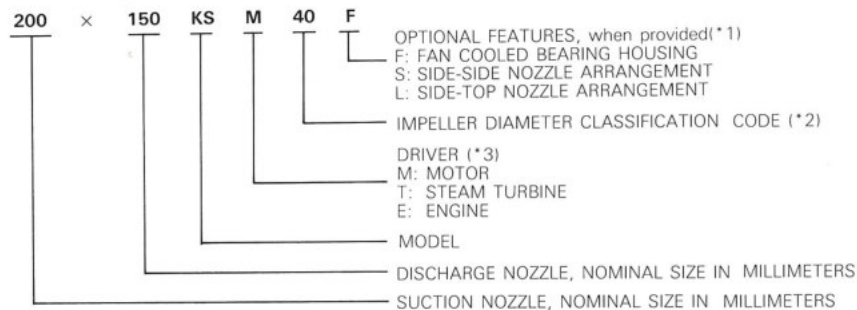 200 × 150 KS M 40 F
OPTIONAL FEATURES, when provided(*1)
F: FAN COOLED BEARING HOUSING
S: SIDE-SIDE NOZZLE ARRANGEMENT
L: SIDE-TOP NOZZLE ARRANGEMENT
IMPELLER DIAMETER CLASSIFICATION CODE (*2)
DRIVER (*3)
M: MOTOR
T: STEAM TURBINE
E: ENGINE
MODEL
DISCHARGE NOZZLE, NOMINAL SIZE IN MILLIMETERS
SUCTION NOZZLE, NOMINAL SIZE IN MILLIMETERS